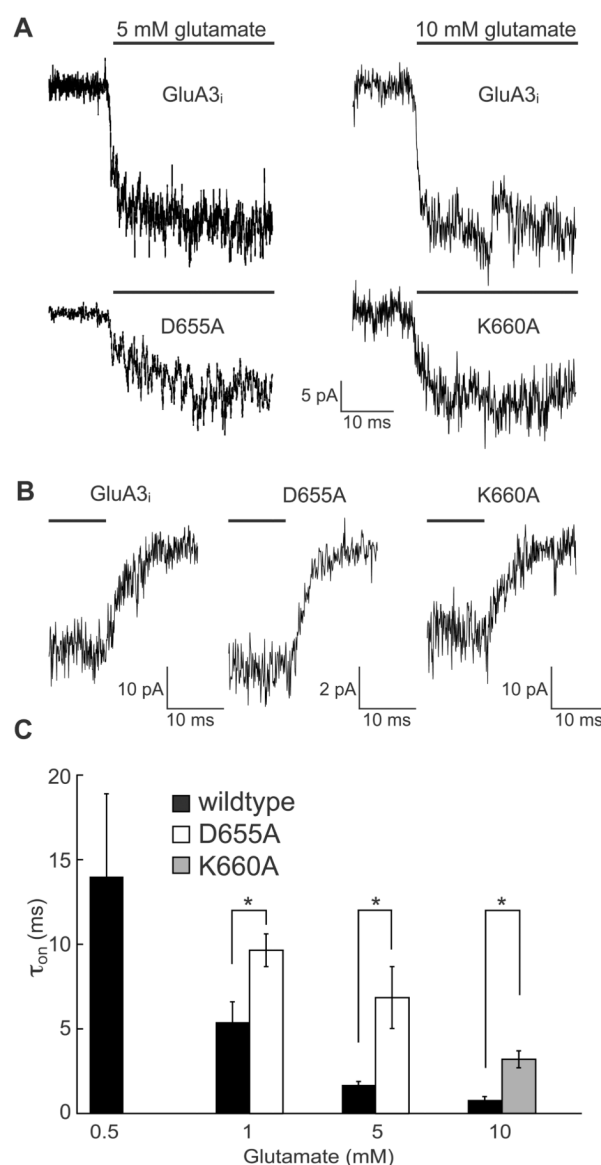 A
5 mM glutamate
10 mM glutamate
GluA3i
GluA3i
D655A
K660A
5 pA
10 ms
B
GluA3i
D655A
K660A
10 pA
10 ms
2 pA
10 ms
10 pA
10 ms
C
20
15
10
5
0
τon (ms)
wildtype
D655A
K660A
*
*
*
0.5
1
5
10
Glutamate (mM)